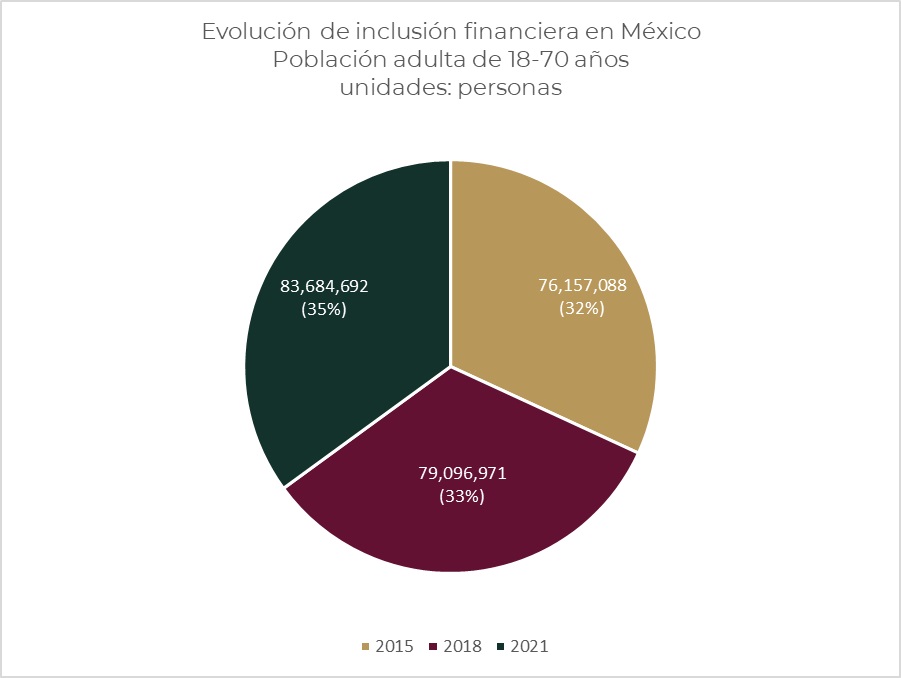 Evolución de inclusión financiera en México
Población adulta de 18-70 años
unidades: personas
83,684,692
(35%)
76,157,088
(32%)
79,096,971
(33%)
2015 2018 2021